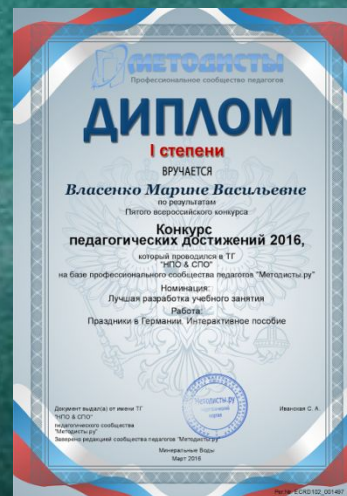 МЕТОДИСТЫ
Профессиональное сообщество педагогов
ДИПЛОМ
I степени
ВРУЧАЕТСЯ
Власенко Марине Васильевне
по результатам
Пятого всероссийского конкурса
Конкурс
педагогических достижений 2016,
который проводился в ТГ
"НПО & СПО"
на базе профессионального сообщества педагогов "Методисты.ру"
Номинация:
Лучшая разработка учебного занятия
Работа:
Праздники в Германии. Интерактивное пособие
Документ выдал(а) от имени ТГ
Иванская С. А.
"НПО & СПО"
педагогического сообщества
"Методисты.ру"
Заверено редакцией сообщества педагогов "Методисты.ру"
МЕТОДИСТЫ.РУ
Минеральные Воды
Март 2016